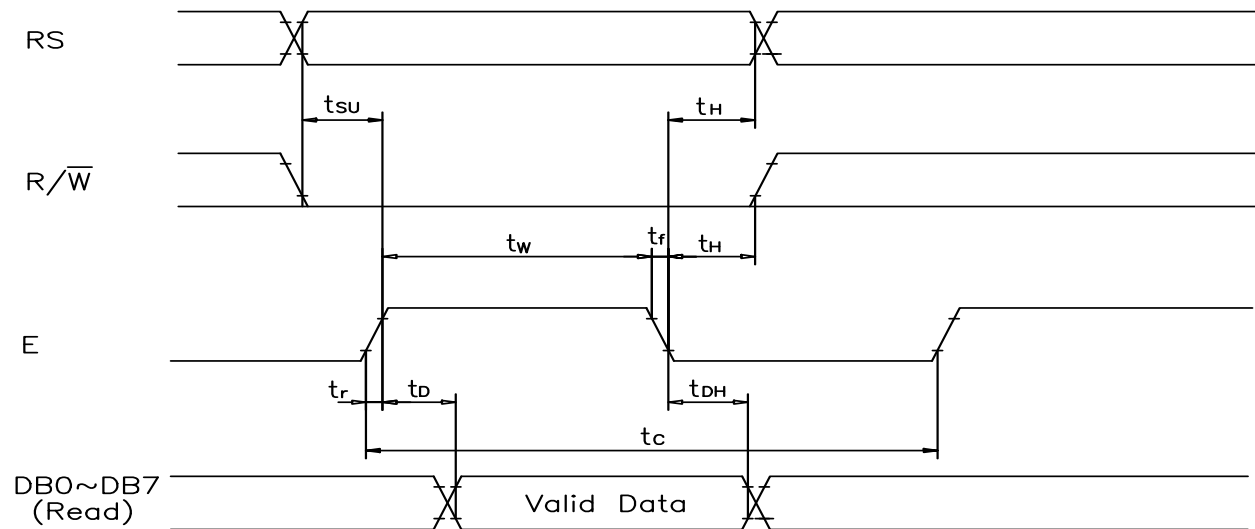 RS
tsu
tH
R/W̅
tw
tf
tH
E
tr
tD
tDH
tc
DB0~DB7
(Read)
Valid Data